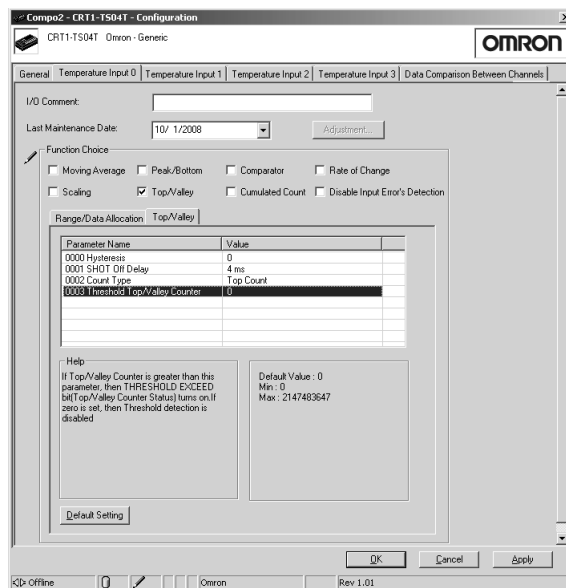 Compo2 - CRT1-TS04T - Configuration
CRT1-TS04T Omron - Generic
OMRON
General Temperature Input 0 Temperature Input 1 Temperature Input 2 Temperature Input 3 Data Comparison Between Channels
I/O Comment:
Last Maintenance Date: 10/ 1/2008 Adjustment...
Function Choice
Moving Average Peak/Bottom Comparator Rate of Change
Scaling Top/Valley Cumulated Count Disable Input Error's Detection
Range/Data Allocation Top/Valley
Parameter Name Value
0000 Hysteresis 0
0001 SHOT Off Delay 4 ms
0002 Count Type Top Count
0003 Threshold Top/Valley Counter 0
Help
If Top/Valley Counter is greater than this
parameter, then THRESHOLD EXCEED
bit(Top/Valley Counter Status) turns on.If
zero is set, then Threshold detection is
disabled
Default Value : 0
Min : 0
Max : 2147483647
Default Setting
OK Cancel Apply
Offline Omron Rev 1.01